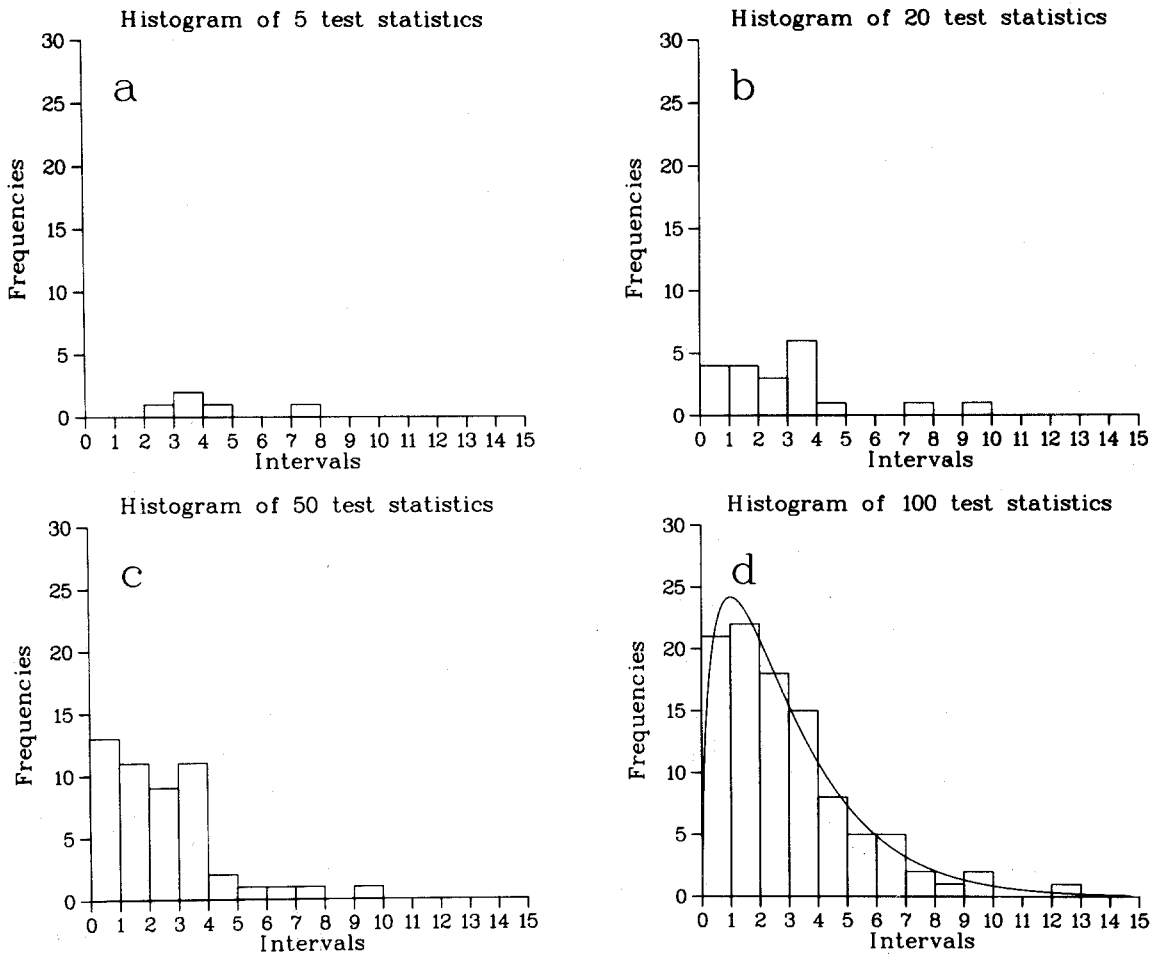 Histogram of 5 test statistics
30
25
20
15
10
5
0
Frequencies
a
0 1 2 3 4 5 6 7 8 9 10 11 12 13 14 15
Intervals
Histogram of 20 test statistics
30
25
20
15
10
5
0
Frequencies
b
0 1 2 3 4 5 6 7 8 9 10 11 12 13 14 15
Intervals
Histogram of 50 test statistics
30
25
20
15
10
5
0
Frequencies
c
0 1 2 3 4 5 6 7 8 9 10 11 12 13 14 15
Intervals
Histogram of 100 test statistics
30
25
20
15
10
5
0
Frequencies
d
0 1 2 3 4 5 6 7 8 9 10 11 12 13 14 15
Intervals